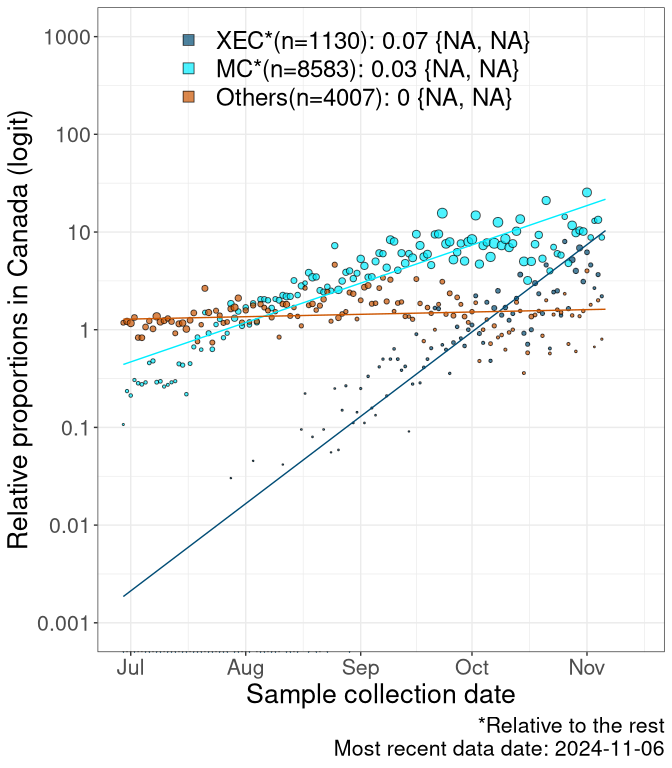 XEC*(n=1130): 0.07 {NA, NA}
MC*(n=8583): 0.03 {NA, NA}
Others(n=4007): 0 {NA, NA}
Relative proportions in Canada (logit)
1000
100
10
1
0.1
0.01
0.001
Jul Aug Sep Oct Nov
Sample collection date
*Relative to the rest
Most recent data date: 2024-11-06